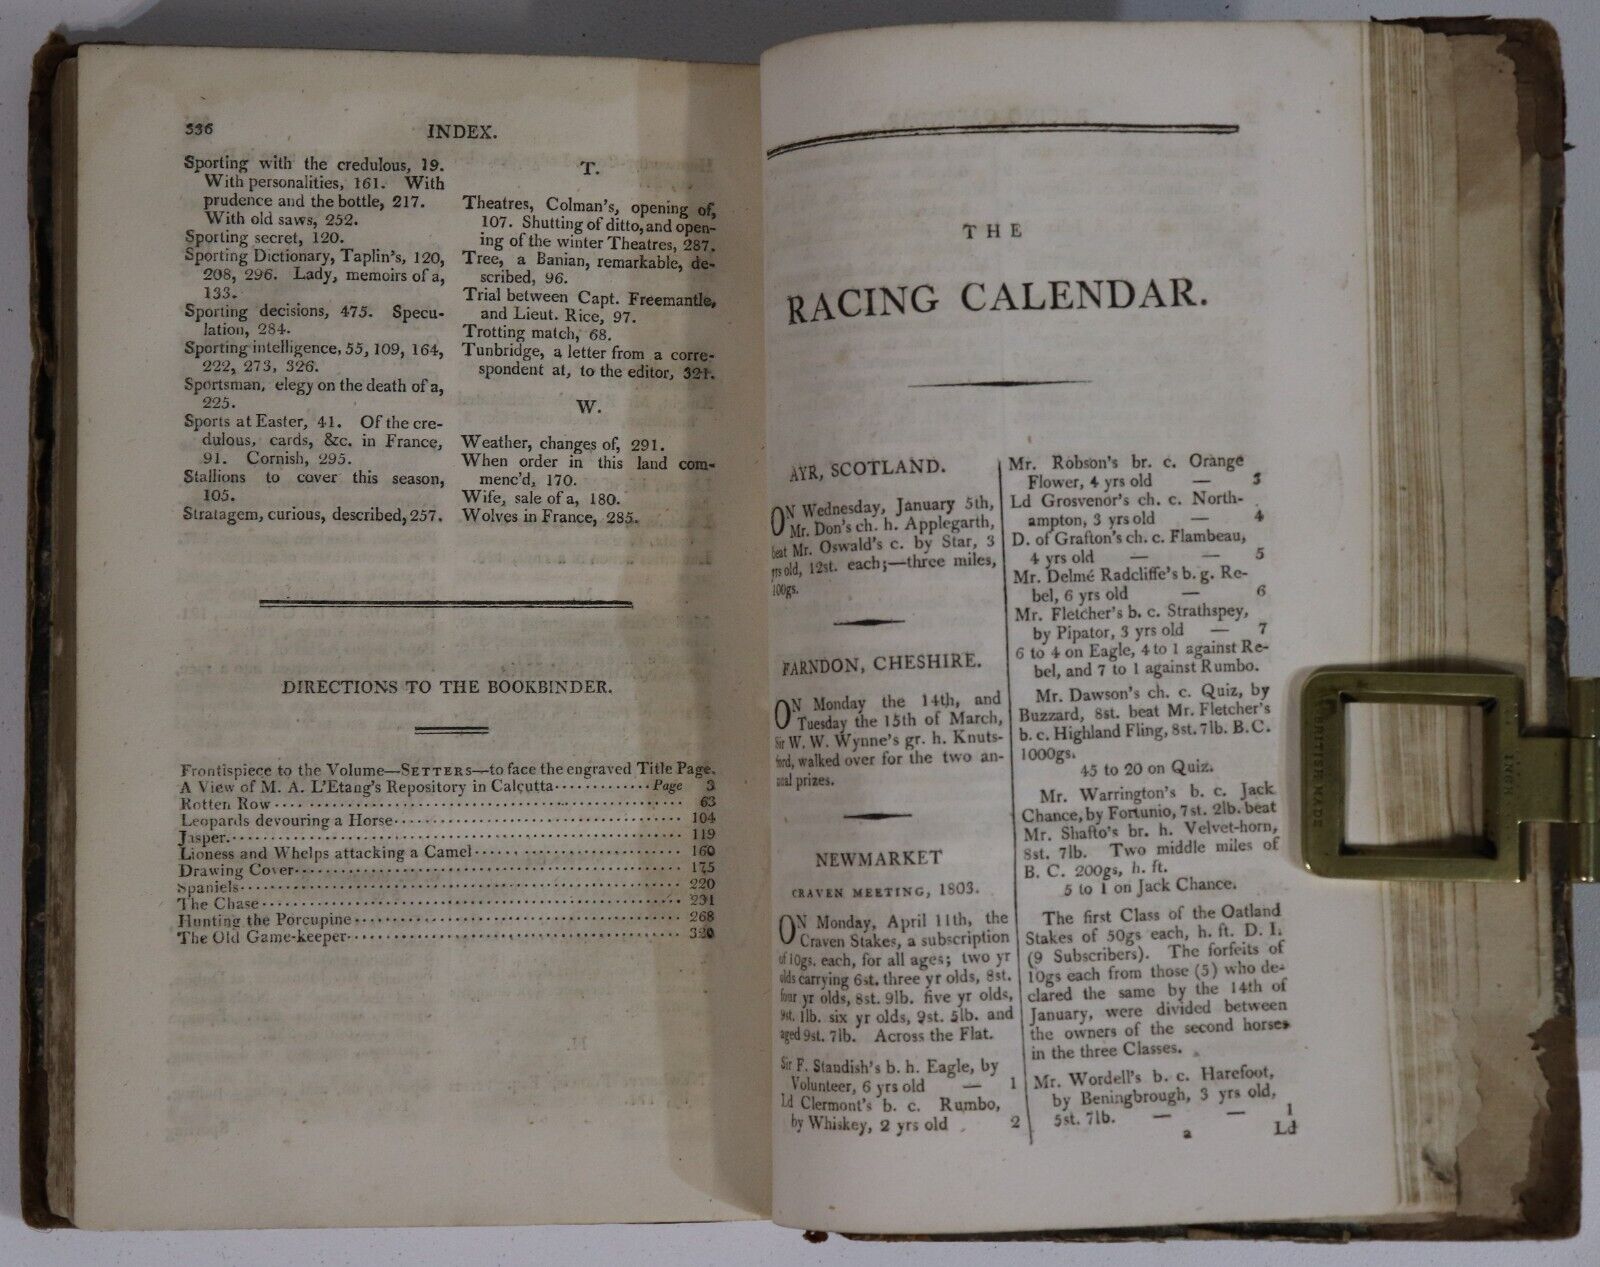 336 INDEX.
Sporting with the credulous, 19.
With personalities, 161. With
prudence and the bottle, 217.
With old saws, 252.
Sporting secret, 120.
Sporting Dictionary, Taplin's, 120,
208, 296. Lady, memoirs of a,
133.
Sporting decisions, 475. Specu-
lation, 284.
Sporting intelligence, 55, 109, 164,
222, 273, 326.
Sportsman, elegy on the death of a,
225.
Sports at Easter, 41. Of the cre-
dulous, cards, &c. in France,
91. Cornish, 295.
Stallions to cover this season,
105.
Stratagem, curious, described, 257.
T.
Theatres, Colman's, opening of,
107. Shutting of ditto, and open-
ing of the winter Theatres, 287.
Tree, a Banian, remarkable, de-
scribed, 96.
Trial between Capt. Freemantle,
and Lieut. Rice, 97.
Trotting match, 68.
Tunbridge, a letter from a corre-
spondent at, to the editor, 321.
W.
Weather, changes of, 291.
When order in this land com-
menc'd, 170.
Wife, sale of a, 180.
Wolves in France, 285.
DIRECTIONS TO THE BOOKBINDER.
Frontispiece to the Volume—SETTERS—to face the engraved Title Page.
A View of M. A. L'Etang's Repository in Calcutta Page 3
Rotten Row 63
Leopards devouring a Horse 104
Jasper 119
Lioness and Whelps attacking a Camel 160
Drawing Cover 175
Spaniels 220
The Chase 231
Hunting the Porcupine 268
The Old Game-keeper 320
THE
RACING CALENDAR.
AYR, SCOTLAND.
ON Wednesday, January 5th,
Mr. Don's ch. h. Applegarth,
beat Mr. Oswald's c. by Star, 3
yrs old, 12st. each;—three miles,
100gs.
FARNDON, CHESHIRE.
ON Monday the 14th, and
Tuesday the 15th of March,
Sir W. W. Wynne's gr. h. Knuts-
ford, walked over for the two an-
nual prizes.
NEWMARKET
CRAVEN MEETING, 1803.
ON Monday, April 11th, the
Craven Stakes, a subscription
of 10gs. each, for all ages; two yr
olds carrying 6st. three yr olds, 8st.
four yr olds, 8st. 9lb. five yr olds,
9st. 1lb. six yr olds, 9st. 5lb. and
aged 9st. 7lb. Across the Flat.
Sir F. Standish's b. h. Eagle, by
Volunteer, 6 yrs old — 1
Ld Clermont's b. c. Rumbo,
by Whiskey, 2 yrs old 2
Mr. Robson's br. c. Orange
Flower, 4 yrs old — 3
Ld Grosvenor's ch. c. North-
ampton, 3 yrs old — 4
D. of Grafton's ch. c. Flambeau,
4 yrs old — — 5
Mr. Delmé Radcliffe's b. g. Re-
bel, 6 yrs old — 6
Mr. Fletcher's b. c. Strathspey,
by Pipator, 3 yrs old — 7
6 to 4 on Eagle, 4 to 1 against Re-
bel, and 7 to 1 against Rumbo.
Mr. Dawson's ch. c. Quiz, by
Buzzard, 8st. beat Mr. Fletcher's
b. c. Highland Fling, 8st. 7lb. B. C.
1000gs.
45 to 20 on Quiz.
Mr. Warrington's b. c. Jack
Chance, by Fortunio, 7st. 2lb. beat
Mr. Shafto's br. h. Velvet-horn,
8st. 7lb. Two middle miles of
B. C. 200gs, h. ft.
5 to 1 on Jack Chance.
The first Class of the Oatland
Stakes of 50gs each, h. ft. D. I.
(9 Subscribers). The forfeits of
10gs each from those (5) who de-
clared the same by the 14th of
January, were divided between
the owners of the second horses
in the three Classes.
Mr. Wordell's b. c. Harefoot,
by Beningbrough, 3 yrs old,
5st. 7lb. — — 1
a Ld
BRITISH MADE